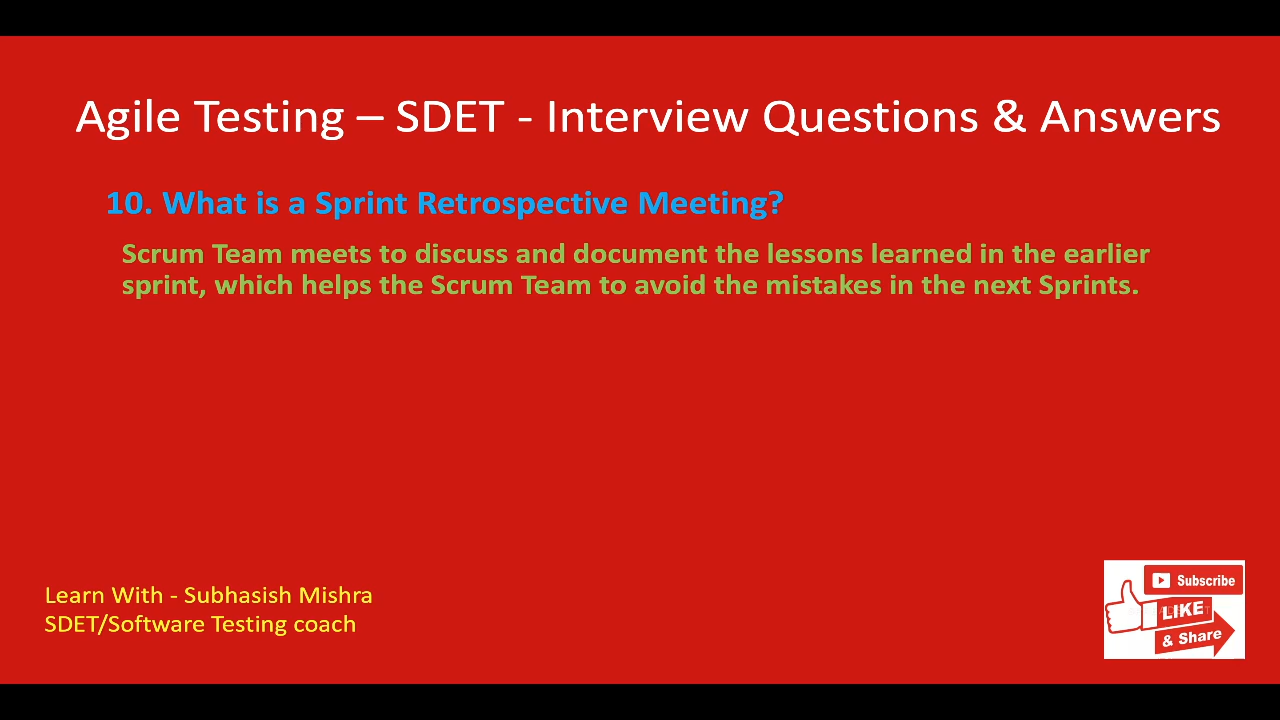 Agile Testing – SDET - Interview Questions & Answers
10. What is a Sprint Retrospective Meeting?
Scrum Team meets to discuss and document the lessons learned in the earlier
sprint, which helps the Scrum Team to avoid the mistakes in the next Sprints.
Learn With - Subhasish Mishra
SDET/Software Testing coach
Subscribe
LIKE
& Share